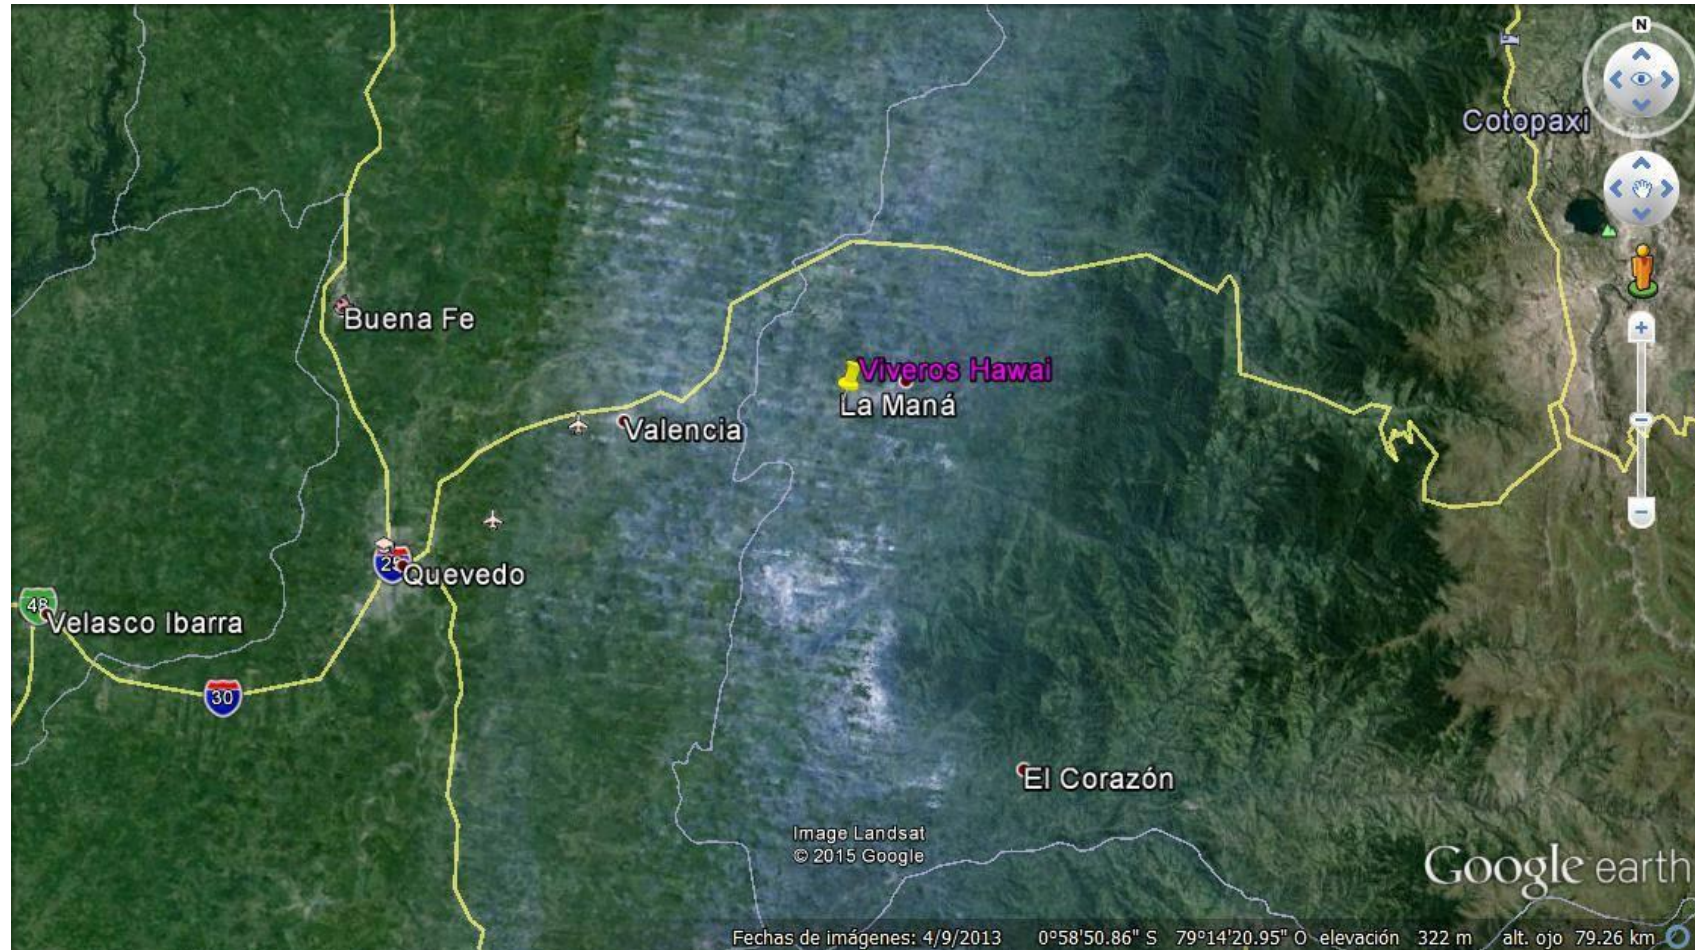 N
Cotopaxi
Buena Fe
Viveros Hawai
La Maná
Valencia
25
Quevedo
48
Velasco Ibarra
30
El Corazón
Image Landsat
© 2015 Google
Google earth
Fechas de imágenes: 4/9/2013 0°58'50.86" S 79°14'20.95" O elevación 322 m alt. ojo 79.26 km